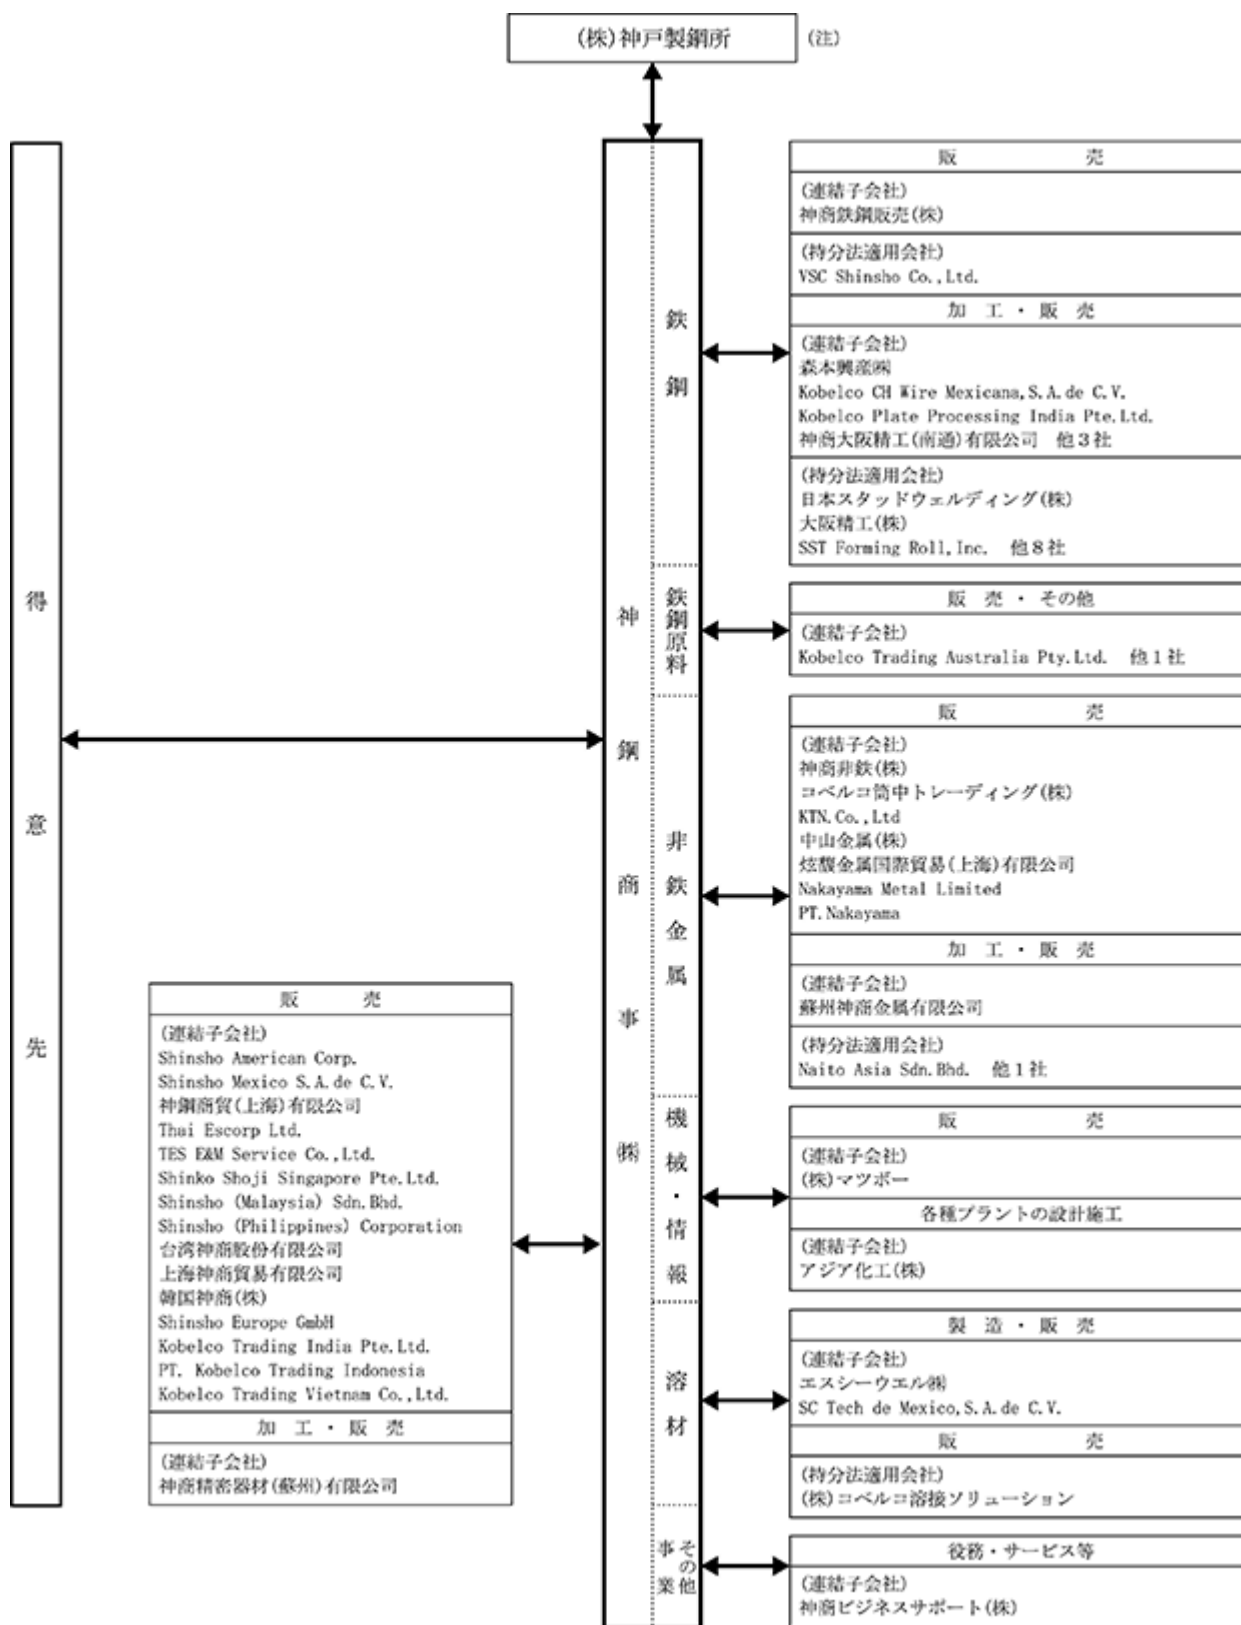 (株)神戸製鋼所
(注)
得意先
神鋼商事㈱
鉄鋼
販売
(連結子会社)
神商鉄鋼販売(株)
(持分法適用会社)
VSC Shinsho Co.,Ltd.
加工・販売
(連結子会社)
森本興産㈱
Kobelco CH Wire Mexicana,S.A.de C.V.
Kobelco Plate Processing India Pte.Ltd.
神商大阪精工(南通)有限公司 他3社
(持分法適用会社)
日本スタッドウェルディング(株)
大阪精工(株)
SST Forming Roll,Inc. 他8社
鉄鋼原料
販売・その他
(連結子会社)
Kobelco Trading Australia Pty.Ltd. 他1社
非鉄金属
販売
(連結子会社)
神商非鉄(株)
コベルコ筒中トレーディング(株)
KTN.Co.,Ltd
中山金属(株)
金属国際貿易(上海)有限公司
Nakayama Metal Limited
PT.Nakayama
加工・販売
(連結子会社)
蘇州神商金属有限公司
(持分法適用会社)
Naito Asia Sdn.Bhd. 他1社
機械・情報
販売
(連結子会社)
(株)マツボー
各種プラントの設計施工
(連結子会社)
アジア化工(株)
溶材
製造・販売
(連結子会社)
エスシーウエル㈱
SC Tech de Mexico,S.A.de C.V.
販売
(持分法適用会社)
(株)コベルコ溶接ソリューション
その他事業
役務・サービス等
(連結子会社)
神商ビジネスサポート(株)
販売
(連結子会社)
Shinsho American Corp.
Shinsho Mexico S.A.de C.V.
神鋼商貿(上海)有限公司
Thai Escorp Ltd.
TES E&M Service Co.,Ltd.
Shinko Shoji Singapore Pte.Ltd.
Shinsho (Malaysia) Sdn.Bhd.
Shinsho (Philippines) Corporation
台湾神商股份有限公司
上海神商貿易有限公司
韓国神商(株)
Shinsho Europe GmbH
Kobelco Trading India Pte.Ltd.
PT. Kobelco Trading Indonesia
Kobelco Trading Vietnam Co.,Ltd.
加工・販売
(連結子会社)
神商精密器材(蘇州)有限公司